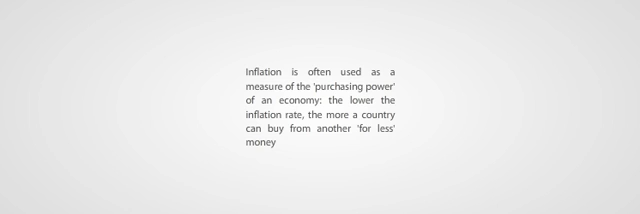 Inflation is often used as a
measure of the 'purchasing power'
of an economy: the lower the
inflation rate, the more a country
can buy from another 'for less'
money